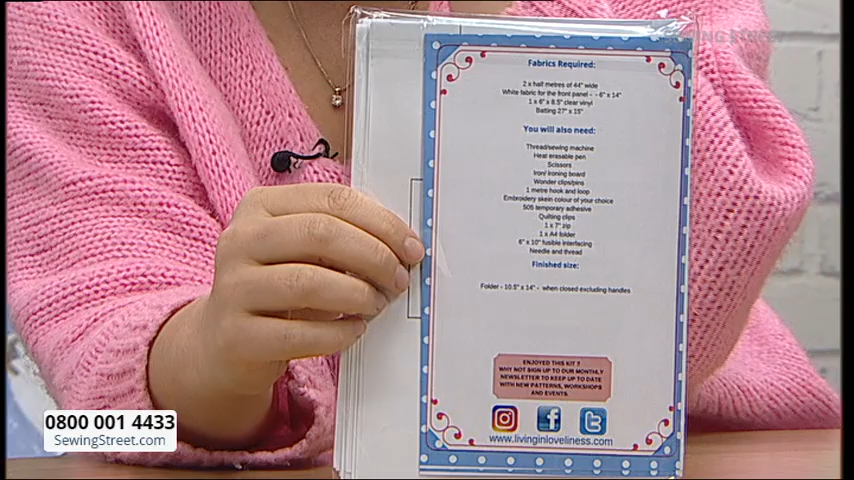 SEWING STREET
Fabrics Required:
2 x half metres of 44" wide
White fabric for the front panel - - 6" x 14"
1 x 6" x 8.5" clear vinyl
Batting 27" x 15"
You will also need:
Thread/sewing machine
Heat erasable pen
Scissors
Iron/ Ironing board
Wonder clips/pins
1 metre hook and loop
Embroidery skein colour of your choice
505 temporary adhesive
Quilting clips
1 x 7" zip
1 x A4 folder
6" x 10" fusible interfacing
Needle and thread
Finished size:
Folder - 10.5" x 14" - when closed excluding handles
ENJOYED THIS KIT ?
WHY NOT SIGN UP TO OUR MONTHLY
NEWSLETTER TO KEEP UP TO DATE
WITH NEW PATTERNS, WORKSHOPS
AND EVENTS.
www.livinginloveliness.com
0800 001 4433
SewingStreet.com